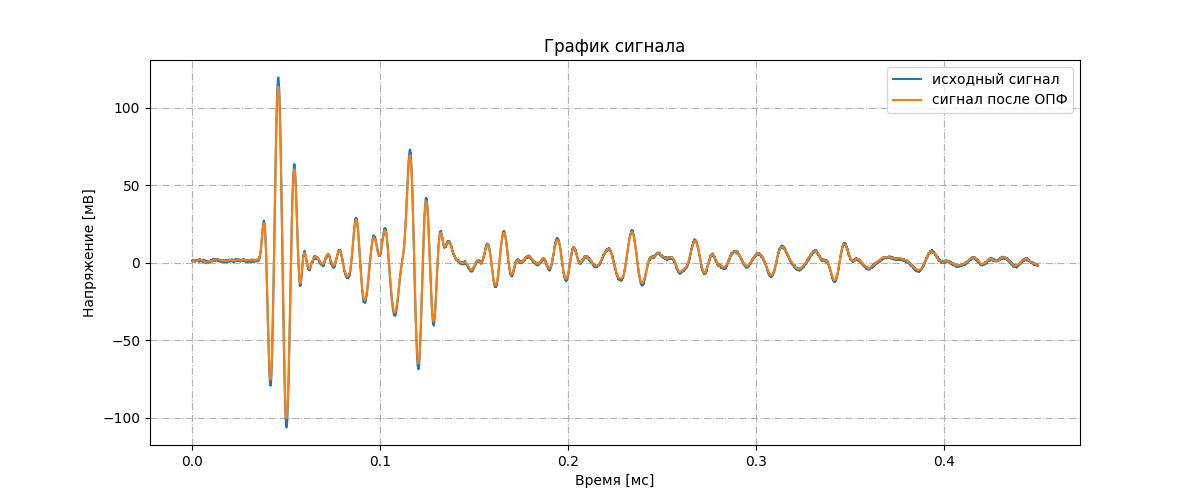 График сигнала
исходный сигнал
сигнал после ОПФ
Напряжение [мВ]
100
50
0
−50
−100
0.0 0.1 0.2 0.3 0.4
Время [мс]